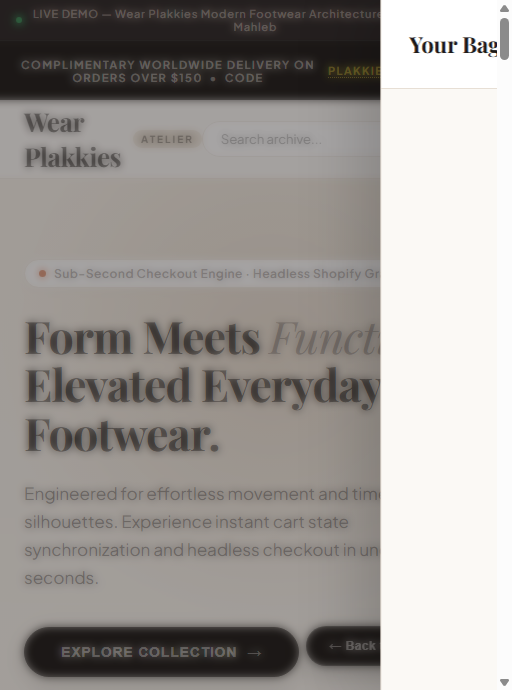 LIVE DEMO — Wear Plakkies Modern Footwear Architecture
Mahleb
COMPLIMENTARY WORLDWIDE DELIVERY ON
ORDERS OVER $150 • CODE
PLAKKIE
Wear
Plakkies
ATELIER
Search archive...
Your Bag
Sub-Second Checkout Engine · Headless Shopify Gr
Form Meets Functi
Elevated Everyday
Footwear.
Engineered for effortless movement and time
silhouettes. Experience instant cart state
synchronization and headless checkout in un
seconds.
EXPLORE COLLECTION →
← Back